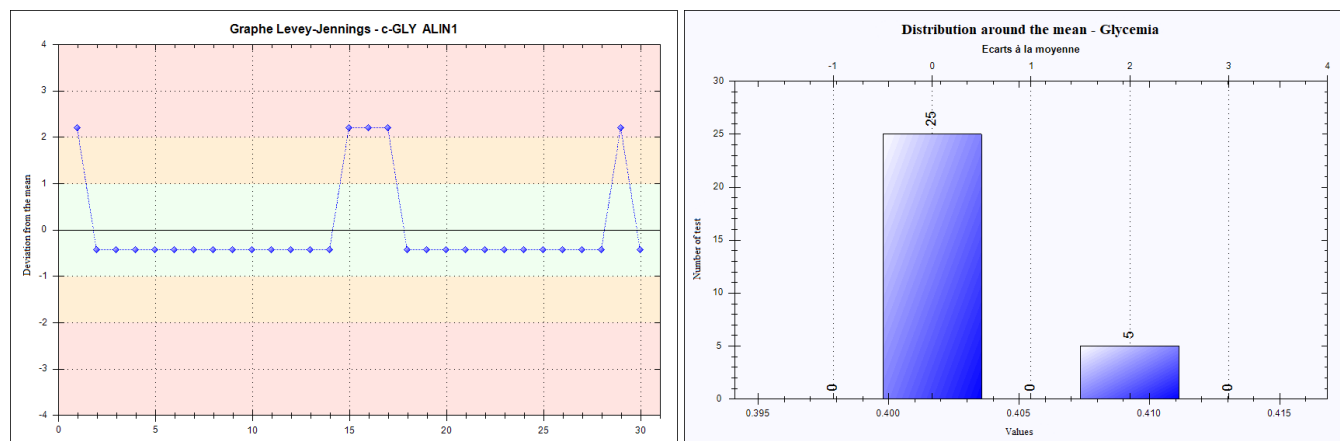 Graphe Levey-Jennings - c-GLY ALIN1
4
3
2
1
0
-1
-2
-3
-4
Deviation from the mean
0 5 10 15 20 25 30
Distribution around the mean - Glycemia
Ecarts à la moyenne
-1 0 1 2 3 4
30
25
20
15
10
5
0
Number of test
0 25 0 5 0
0.395 0.400 0.405 0.410 0.415
Values